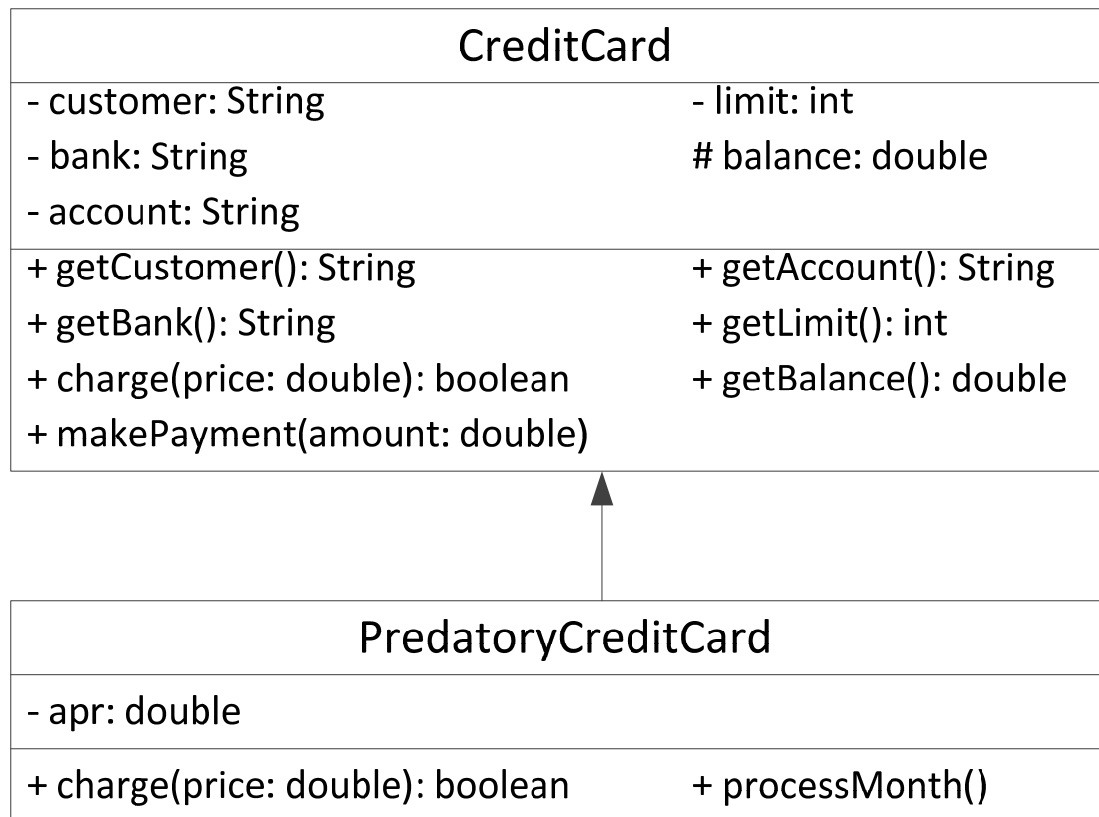 CreditCard
- customer: String
- limit: int
- bank: String
# balance: double
- account: String
+ getCustomer(): String
+ getAccount(): String
+ getBank(): String
+ getLimit(): int
+ charge(price: double): boolean
+ getBalance(): double
+ makePayment(amount: double)
PredatoryCreditCard
- apr: double
+ charge(price: double): boolean
+ processMonth()